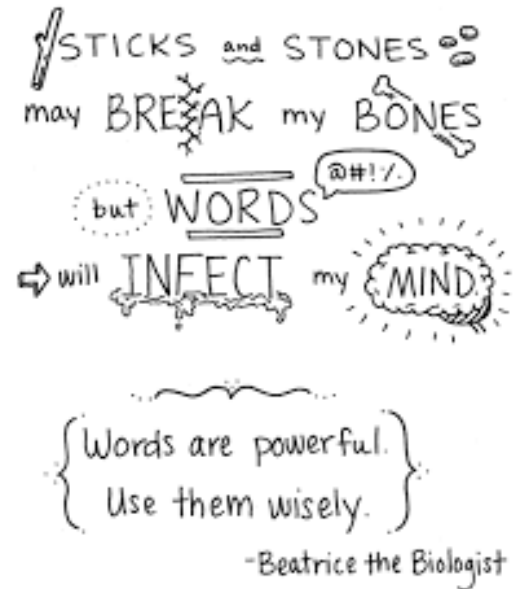 STICKS and STONES
may BREAK my BONES
@#!%.
but WORDS
will INFECT my MIND.
Words are powerful.
Use them wisely.
-Beatrice the Biologist